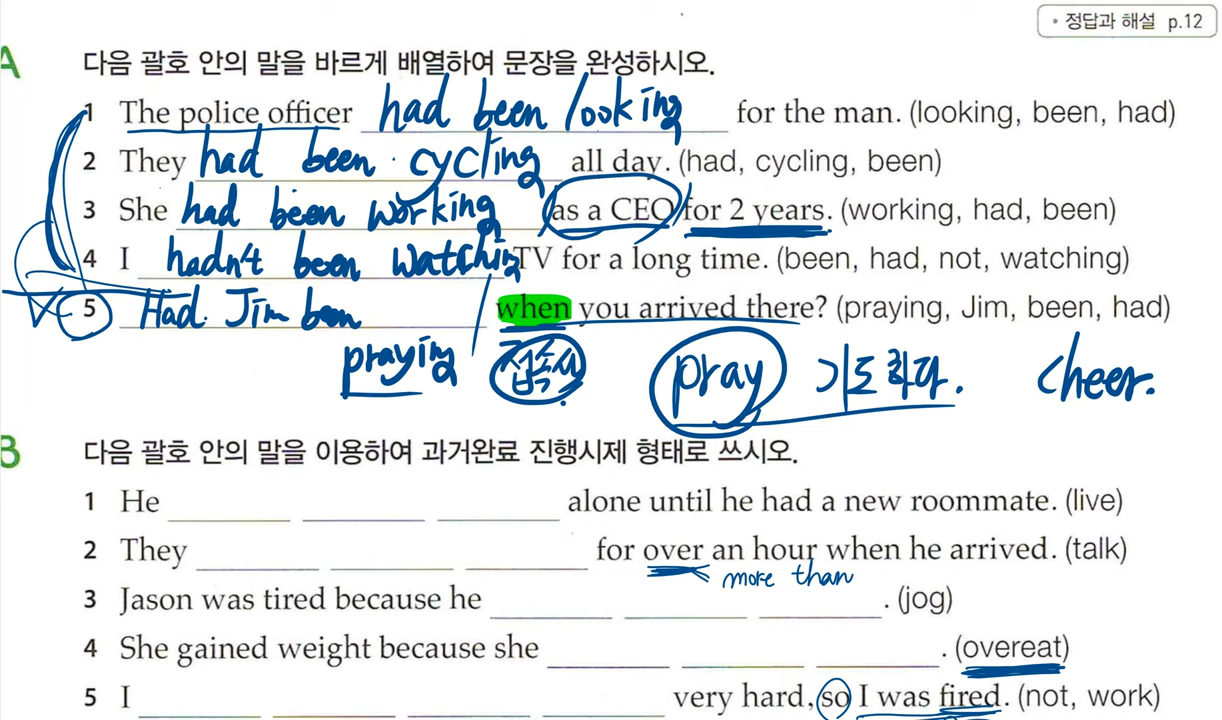 • 정답과 해설 p.12
A 다음 괄호 안의 말을 바르게 배열하여 문장을 완성하시오.
1 The police officer had been looking for the man. (looking, been, had)
2 They had been cycling all day. (had, cycling, been)
3 She had been working as a CEO for 2 years. (working, had, been)
4 I hadn't been watching TV for a long time. (been, had, not, watching)
5 Had Jim been when you arrived there? (praying, Jim, been, had)
praying 접속사 pray 기도하다. cheer.
B 다음 괄호 안의 말을 이용하여 과거완료 진행시제 형태로 쓰시오.
1 He alone until he had a new roommate. (live)
2 They for over an hour when he arrived. (talk)
more than
3 Jason was tired because he . (jog)
4 She gained weight because she . (overeat)
5 I very hard, so I was fired. (not, work)